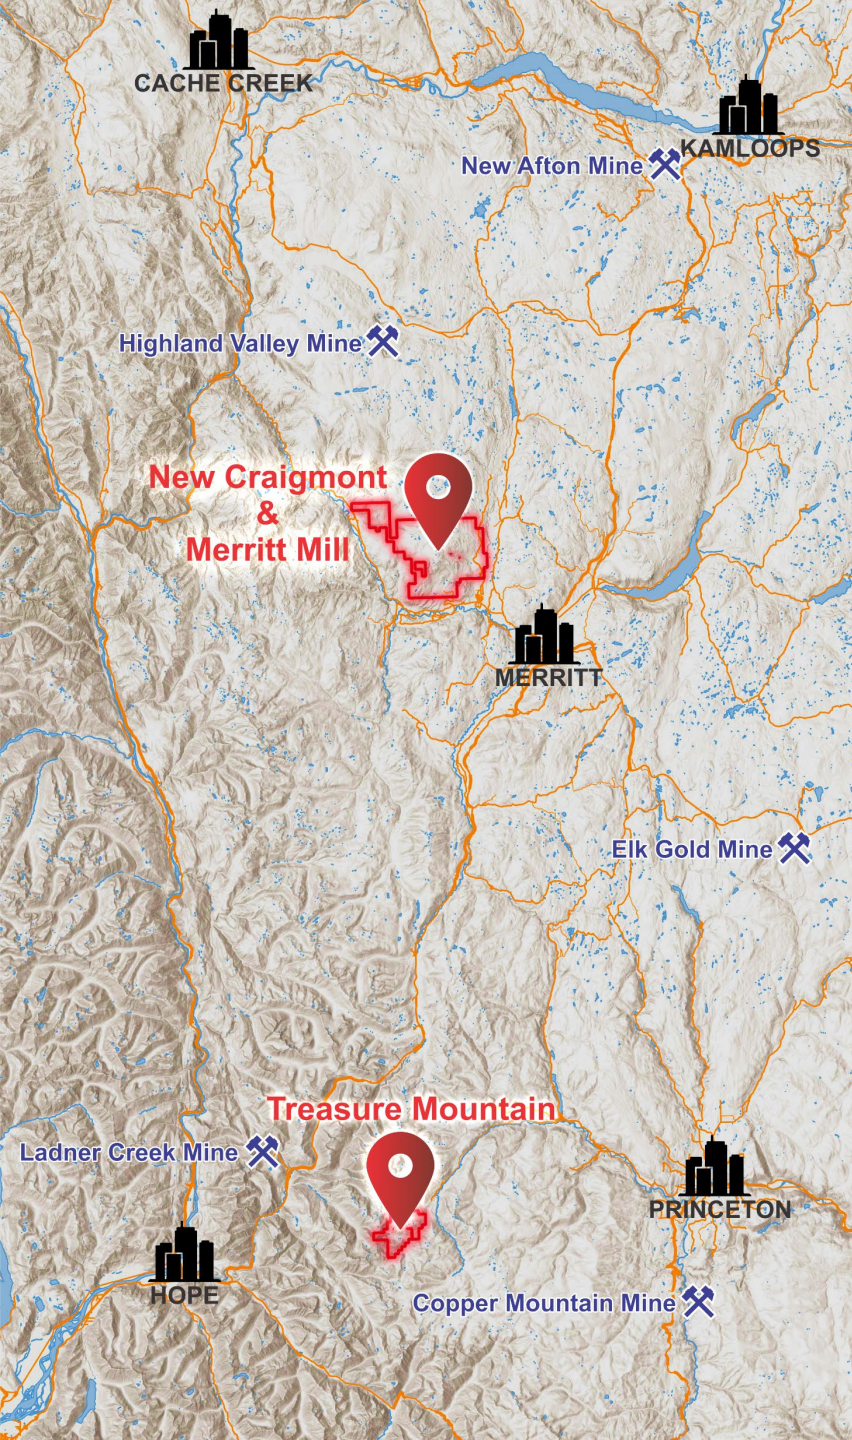 CACHE CREEK
KAMLOOPS
New Afton Mine
Highland Valley Mine
New Craigmont
&
Merritt Mill
MERRITT
Elk Gold Mine
Treasure Mountain
Ladner Creek Mine
PRINCETON
HOPE
Copper Mountain Mine